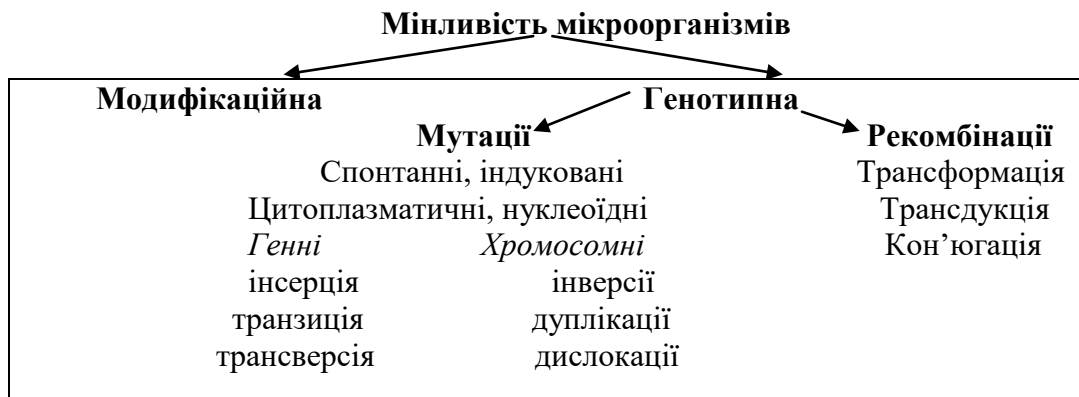 Мінливість мікроорганізмів
Модифікаційна Генотипна
Мутації Рекомбінації
Спонтанні, індуковані Трансформація
Цитоплазматичні, нуклеоїдні Трансдукція
Генні Хромосомні Кон’югація
інсерція інверсії
транзиція дуплікації
трансверсія дислокації